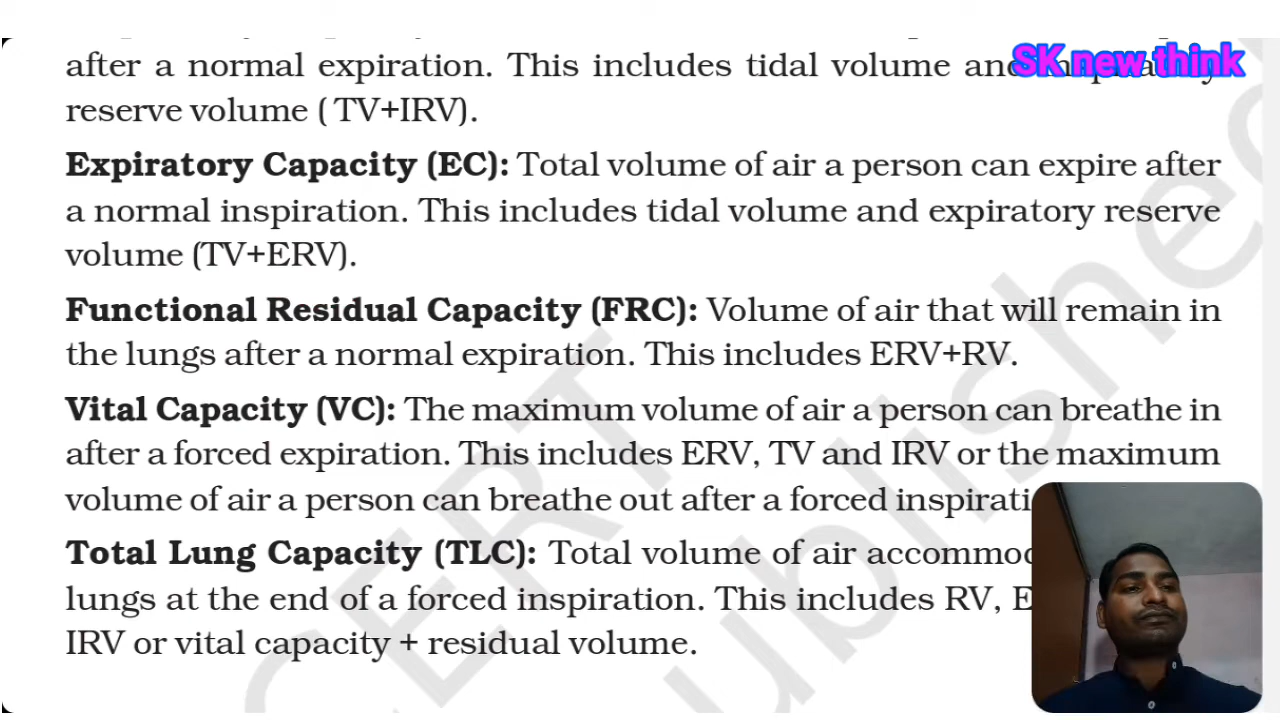 after a normal expiration. This includes tidal volume and
SK new think
reserve volume ( TV+IRV).
Expiratory Capacity (EC): Total volume of air a person can expire after
a normal inspiration. This includes tidal volume and expiratory reserve
volume (TV+ERV).
Functional Residual Capacity (FRC): Volume of air that will remain in
the lungs after a normal expiration. This includes ERV+RV.
Vital Capacity (VC): The maximum volume of air a person can breathe in
after a forced expiration. This includes ERV, TV and IRV or the maximum
volume of air a person can breathe out after a forced
Total Lung Capacity (TLC): Total volume of air
lungs at the end of a forced inspiration. This includes RV,
IRV or vital capacity + residual volume.